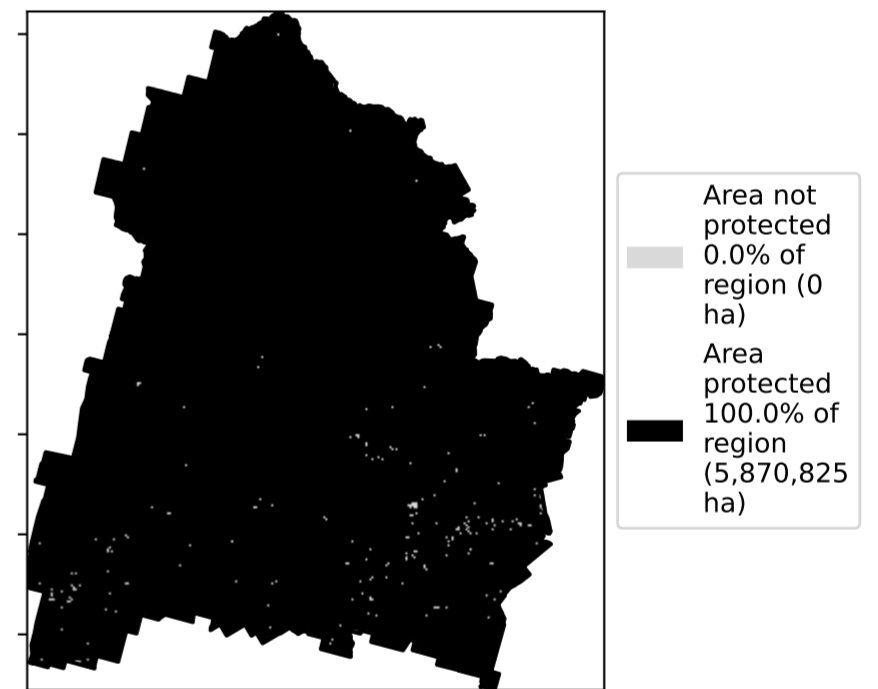 Area not
protected
0.0% of
region (0
ha)
Area
protected
100.0% of
region
(5,870,825
ha)